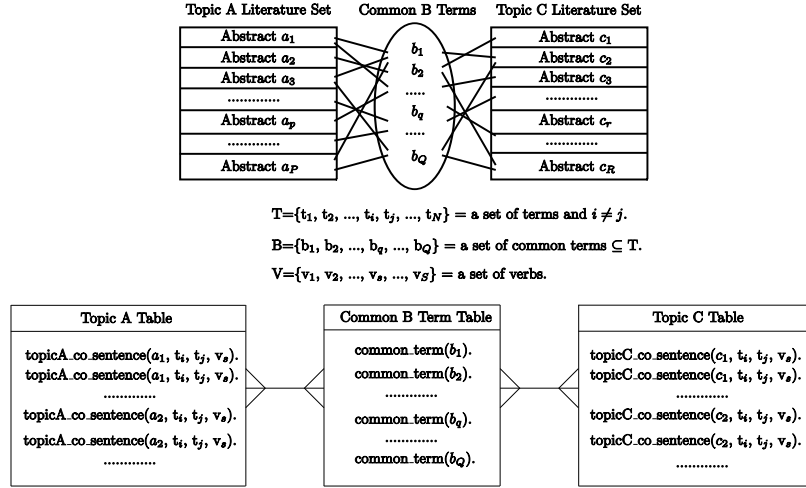 Topic A Literature Set
Common B Terms
Topic C Literature Set
Abstract a1
Abstract a2
Abstract a3
.............
Abstract ap
.............
Abstract aP
b1
b2
.....
bq
.....
bQ
Abstract c1
Abstract c2
Abstract c3
.............
Abstract cr
.............
Abstract cR
T={t1, t2, ..., ti, tj, ..., tN} = a set of terms and i ≠ j.
B={b1, b2, ..., bq, ..., bQ} = a set of common terms ⊆ T.
V={v1, v2, ..., vs, ..., vS} = a set of verbs.
Topic A Table
topicA_co_sentence(a1, ti, tj, vs).
topicA_co_sentence(a1, ti, tj, vs).
.............
topicA_co_sentence(a2, ti, tj, vs).
topicA_co_sentence(a2, ti, tj, vs).
.............
Common B Term Table
common_term(b1).
common_term(b2).
.............
common_term(bq).
.............
common_term(bQ).
Topic C Table
topicC_co_sentence(c1, ti, tj, vs).
topicC_co_sentence(c1, ti, tj, vs).
.............
topicC_co_sentence(c2, ti, tj, vs).
topicC_co_sentence(c2, ti, tj, vs).
.............